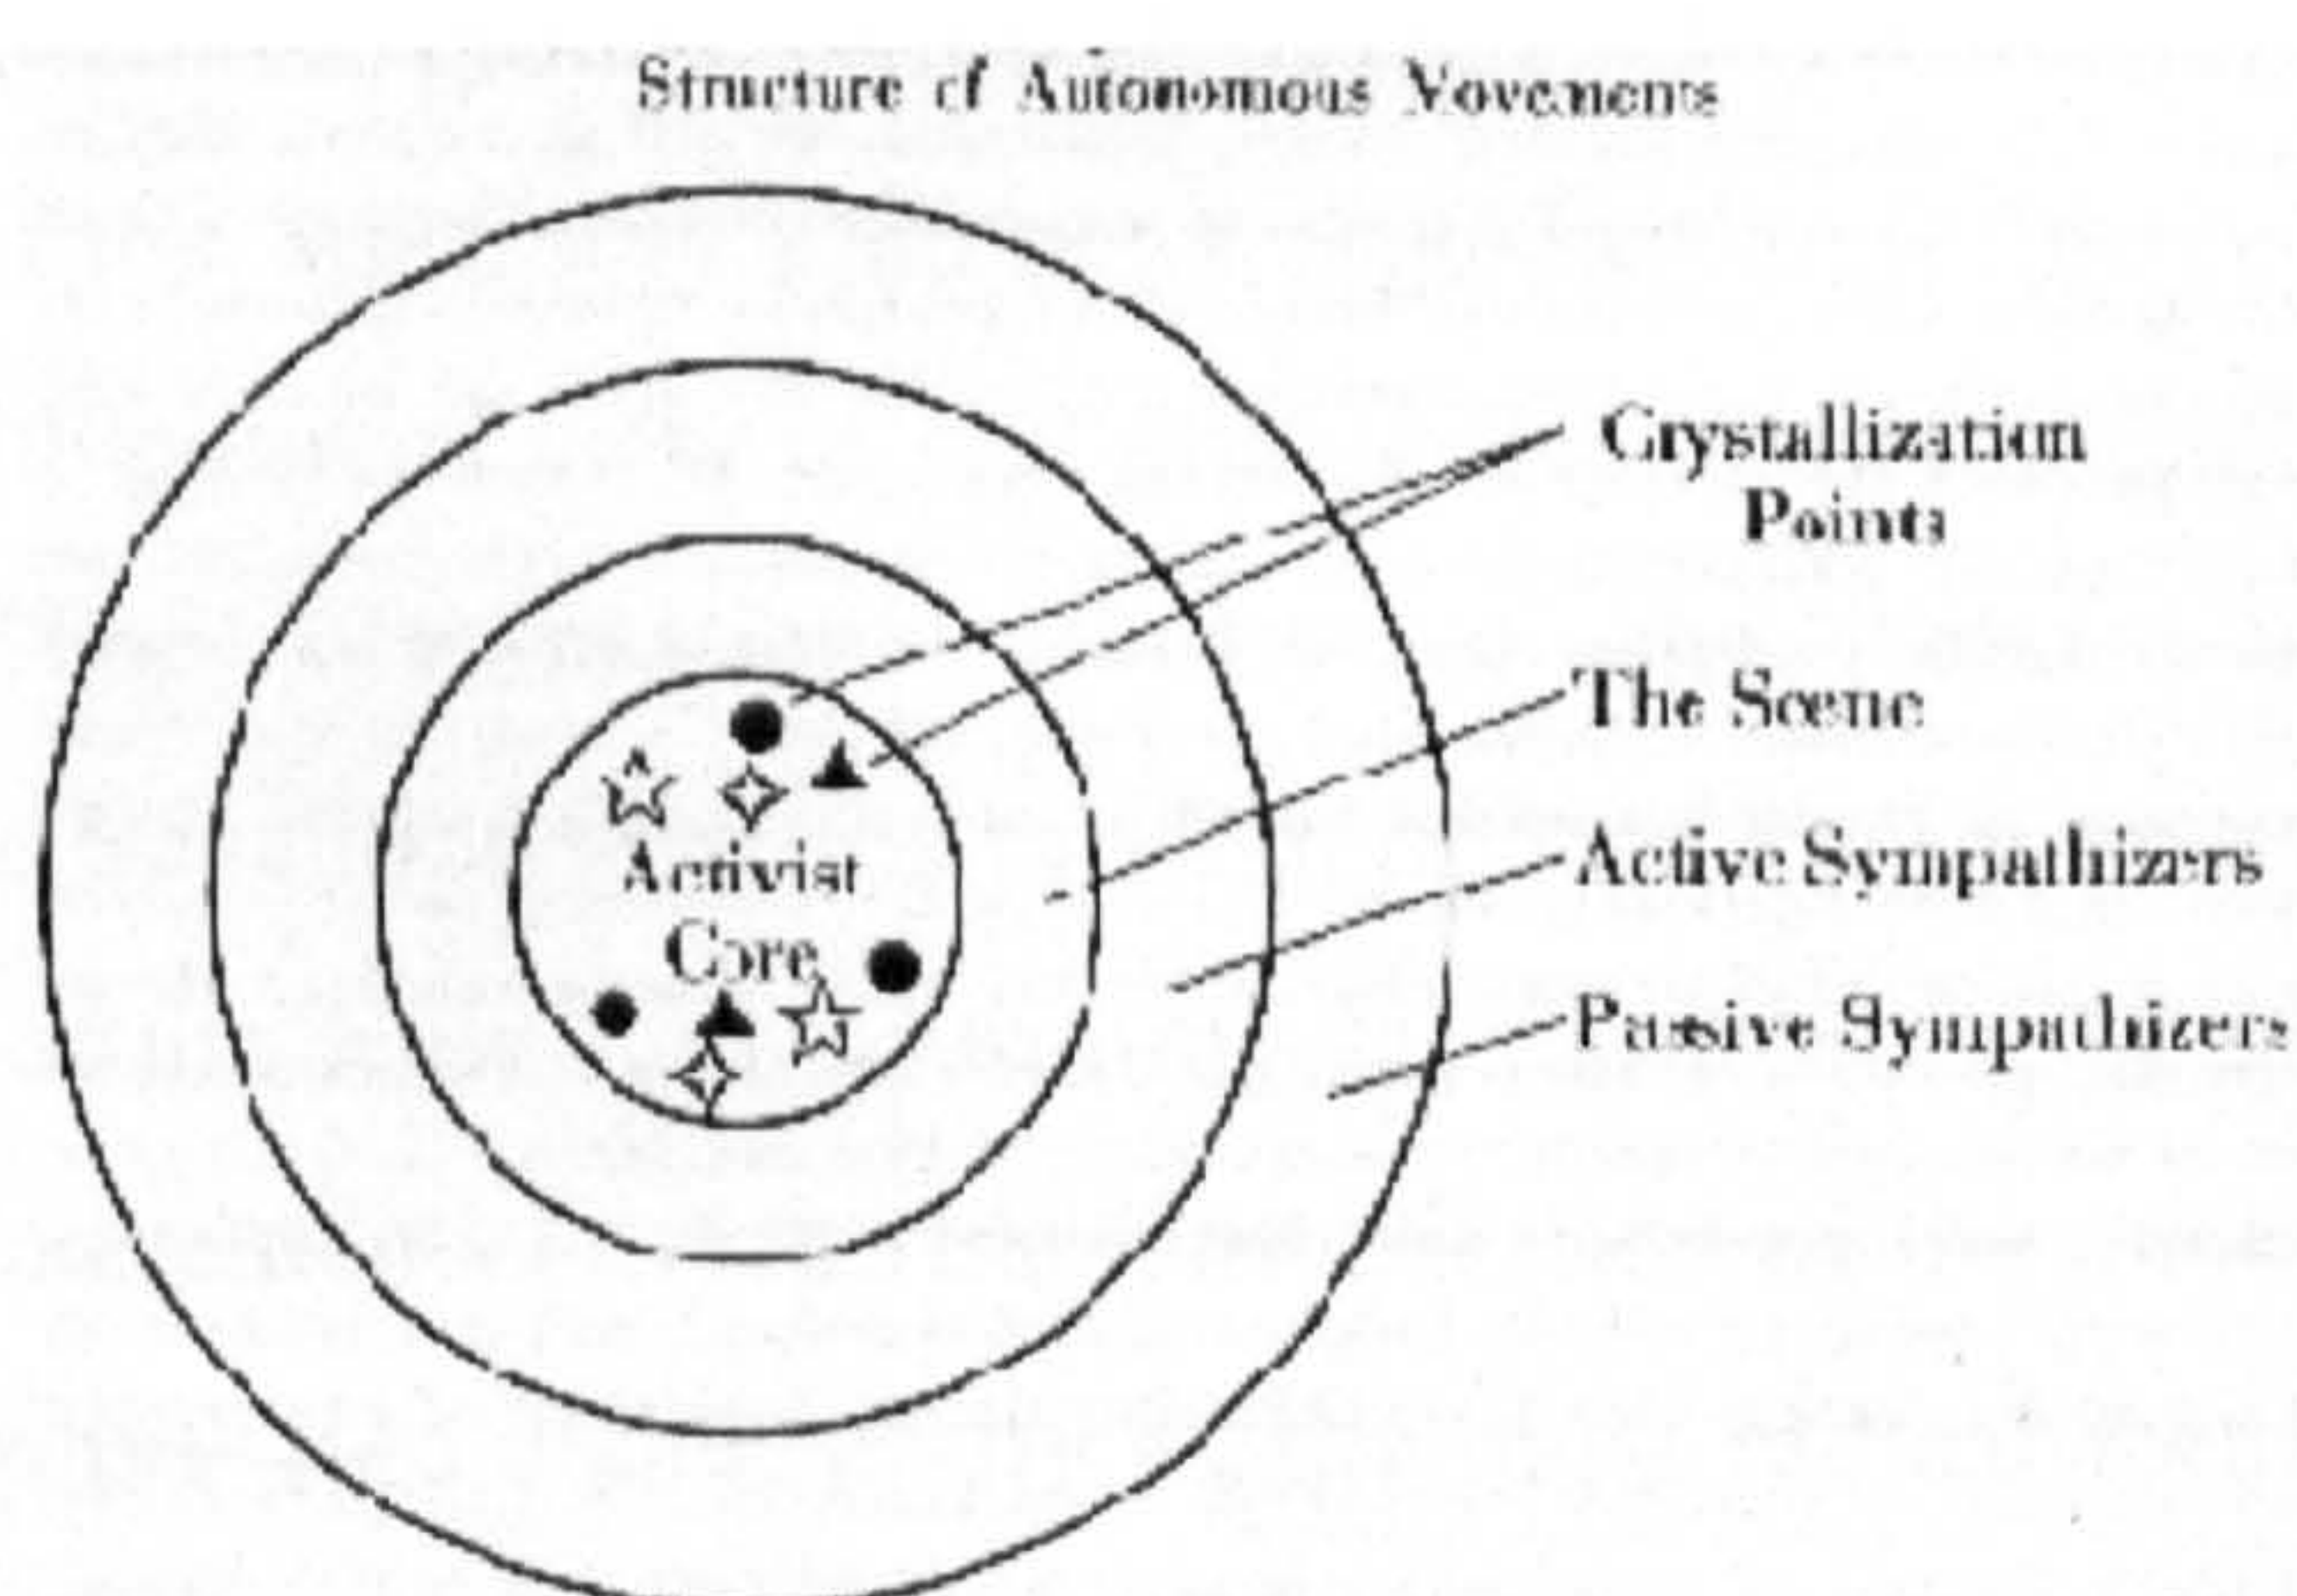 Structure of Autonomous Movements
Crystallization
Points
The Scene
Active Sympathizers
Passive Sympathizers
Activist
Core